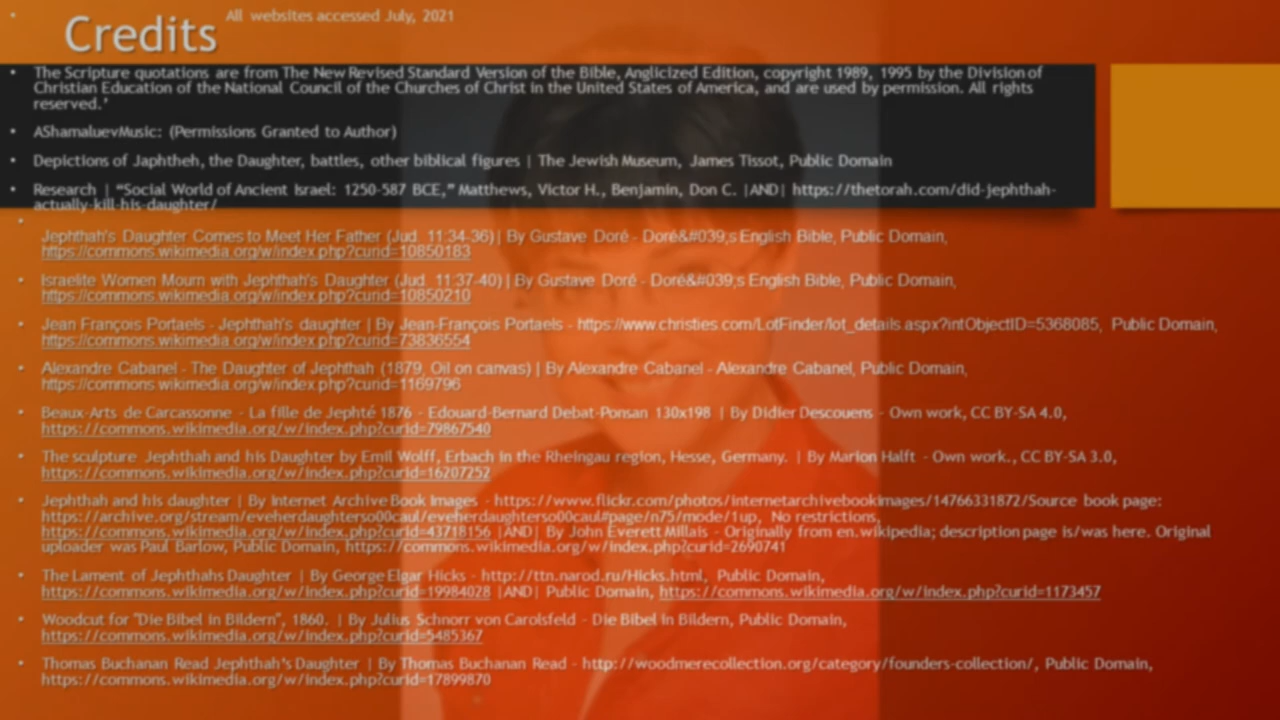 All websites accessed July, 2021
Credits
The Scripture quotations are from The New Revised Standard Version of the Bible, Anglicized Edition, copyright 1989, 1995 by the Division of
Christian Education of the National Council of the Churches of Christ in the United States of America, and are used by permission. All rights
reserved.'
AShamaluevMusic: (Permissions Granted to Author)
Depictions of Japhtheh, the Daughter, battles, other biblical figures | The Jewish Museum, James Tissot, Public Domain
Research | "Social World of Ancient Israel: 1250-587 BCE," Matthews, Victor H., Benjamin, Don C. |AND| https://thetorah.com/did-jephthah-
actually-kill-his-daughter/
Jephthah's Daughter Comes to Meet Her Father (Jud. 11:34-36) | By Gustave Doré - Doré&#039;s English Bible, Public Domain,
https://commons.wikimedia.org/w/index.php?curid=10850183
Israelite Women Mourn with Jephthah's Daughter (Jud. 11:37-40) | By Gustave Doré - Doré&#039;s English Bible, Public Domain,
https://commons.wikimedia.org/w/index.php?curid=10850210
Jean François Portaels - Jephthah's daughter | By Jean-François Portaels - https://www.christies.com/LotFinder/lot_details.aspx?intObjectID=5368085, Public Domain,
https://commons.wikimedia.org/w/index.php?curid=73836554
Alexandre Cabanel - The Daughter of Jephthah (1879, Oil on canvas) | By Alexandre Cabanel - Alexandre Cabanel, Public Domain,
https://commons.wikimedia.org/w/index.php?curid=1169796
Beaux-Arts de Carcassonne - La fille de Jephté 1876 - Edouard-Bernard Debat-Ponsan 130x198 | By Didier Descouens - Own work, CC BY-SA 4.0,
https://commons.wikimedia.org/w/index.php?curid=79867540
The sculpture Jephthah and his Daughter by Emil Wolff, Erbach in the Rheingau region, Hesse, Germany. | By Marion Halft - Own work., CC BY-SA 3.0,
https://commons.wikimedia.org/w/index.php?curid=16207252
Jephthah and his daughter | By Internet Archive Book Images - https://www.flickr.com/photos/internetarchivebookimages/14766331872/Source book page:
https://archive.org/stream/eveherdaughterso00caul/eveherdaughterso00caul#page/n75/mode/1up, No restrictions,
https://commons.wikimedia.org/w/index.php?curid=43718156 |AND| By John Everett Millais - Originally from en.wikipedia; description page is/was here. Original
uploader was Paul Barlow, Public Domain, https://commons.wikimedia.org/w/index.php?curid=2690741
The Lament of Jephthahs Daughter | By George Elgar Hicks - http://ttn.narod.ru/Hicks.html, Public Domain,
https://commons.wikimedia.org/w/index.php?curid=19984028 |AND| Public Domain, https://commons.wikimedia.org/w/index.php?curid=1173457
Woodcut for "Die Bibel in Bildern", 1860. | By Julius Schnorr von Carolsfeld - Die Bibel in Bildern, Public Domain,
https://commons.wikimedia.org/w/index.php?curid=5485367
Thomas Buchanan Read Jephthah's Daughter | By Thomas Buchanan Read - http://woodmerecollection.org/category/founders-collection/, Public Domain,
https://commons.wikimedia.org/w/index.php?curid=17899870